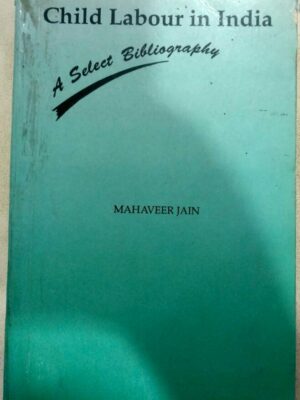 Child Labour in India
A Select Bibliography
MAHAVEER JAIN